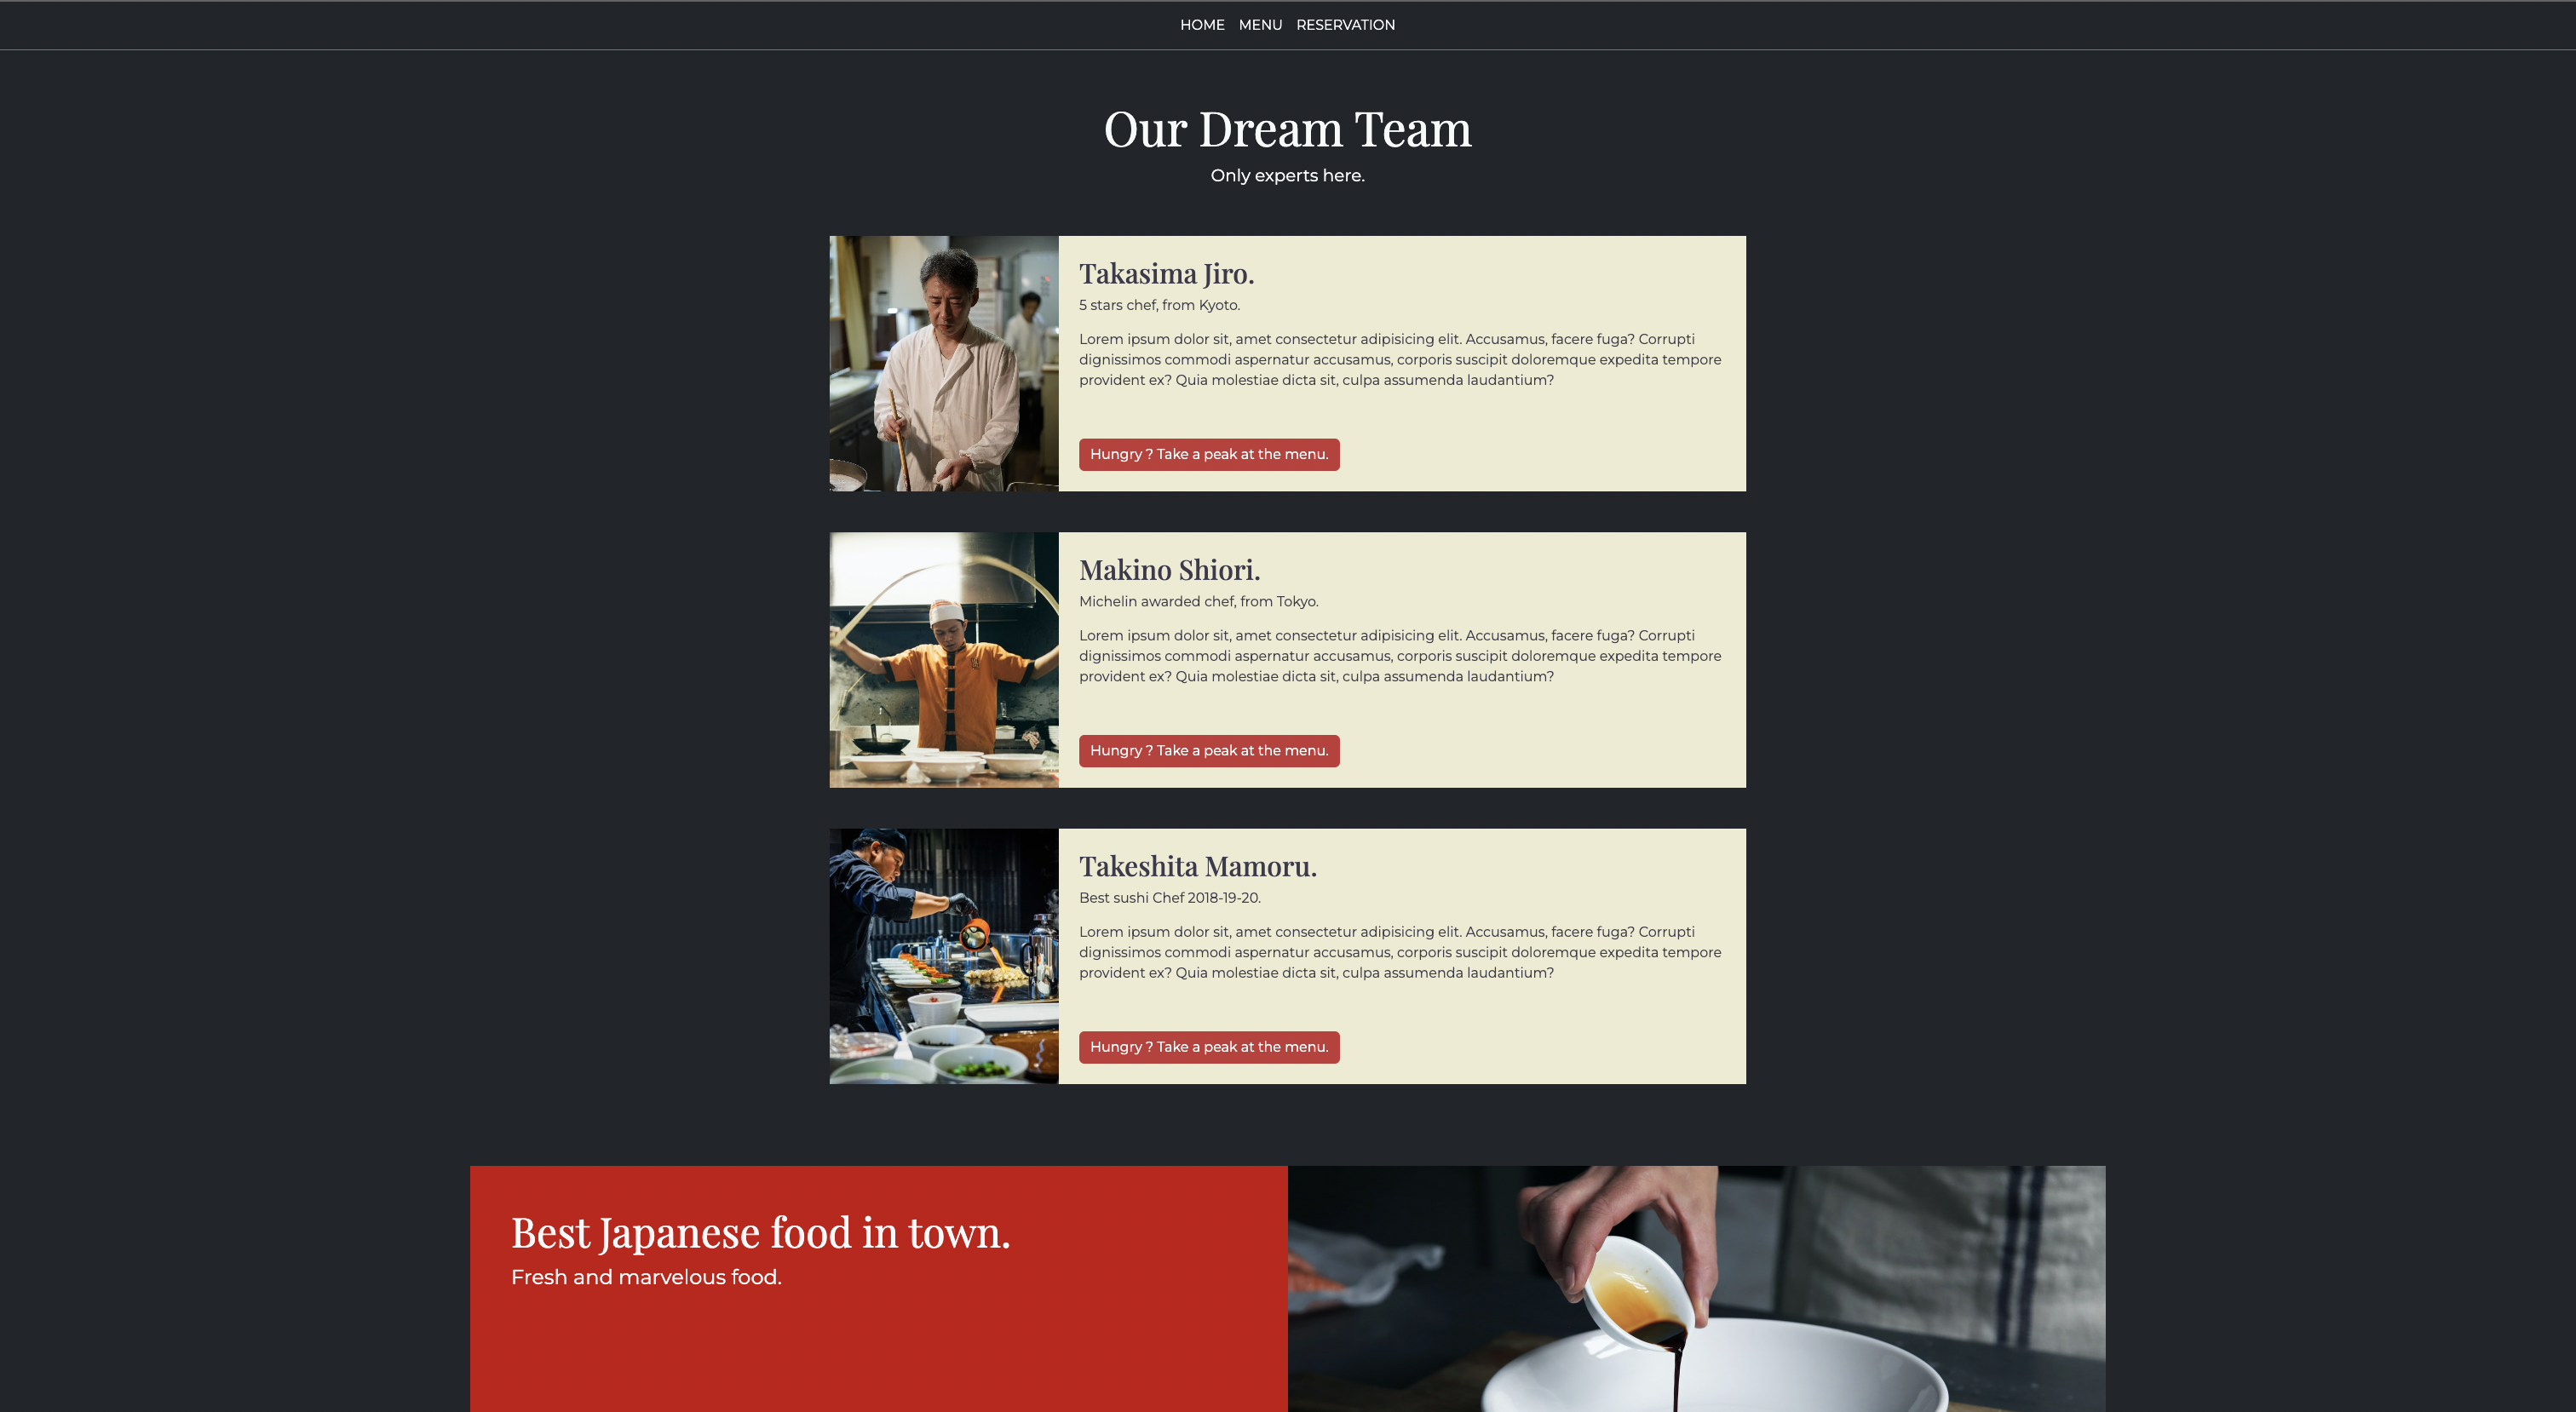 HOME MENU RESERVATION
Our Dream Team
Only experts here.
Takasima Jiro.
5 stars chef, from Kyoto.
Lorem ipsum dolor sit, amet consectetur adipisicing elit. Accusamus, facere fuga? Corrupti
dignissimos commodi aspernatur accusamus, corporis suscipit doloremque expedita tempore
provident ex? Quia molestiae dicta sit, culpa assumenda laudantium?
Hungry ? Take a peak at the menu.
Makino Shiori.
Michelin awarded chef, from Tokyo.
Lorem ipsum dolor sit, amet consectetur adipisicing elit. Accusamus, facere fuga? Corrupti
dignissimos commodi aspernatur accusamus, corporis suscipit doloremque expedita tempore
provident ex? Quia molestiae dicta sit, culpa assumenda laudantium?
Hungry ? Take a peak at the menu.
Takeshita Mamoru.
Best sushi Chef 2018-19-20.
Lorem ipsum dolor sit, amet consectetur adipisicing elit. Accusamus, facere fuga? Corrupti
dignissimos commodi aspernatur accusamus, corporis suscipit doloremque expedita tempore
provident ex? Quia molestiae dicta sit, culpa assumenda laudantium?
Hungry ? Take a peak at the menu.
Best Japanese food in town.
Fresh and marvelous food.